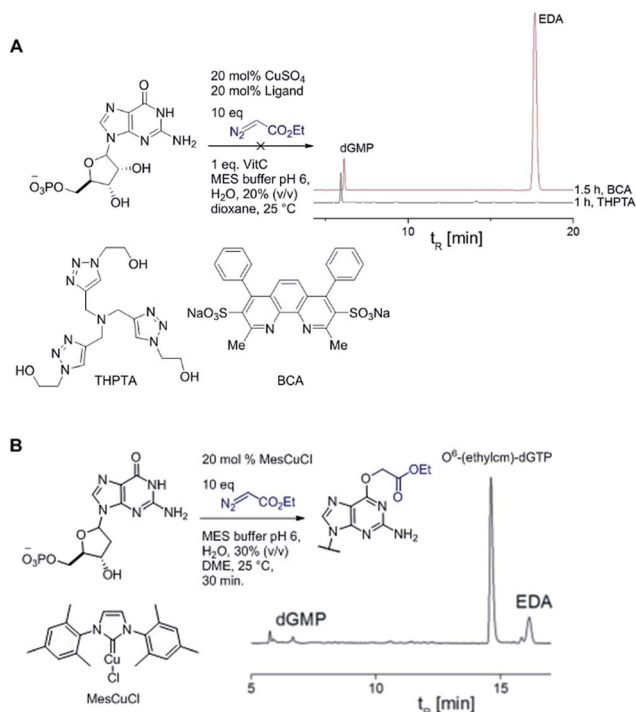 A
O
N
NH
N
N
NH₂
⁻O₃PO
O
OH
OH
20 mol% CuSO₄
20 mol% Ligand
10 eq
N₂
CO₂Et
1 eq. VitC
MES buffer pH 6,
H₂O, 20% (v/v)
dioxane, 25 °C
EDA
dGMP
1.5 h, BCA
1 h, THPTA
10
20
t_R [min]
OH
N
N=N
N
N=N
N
N
N
N
HO
OH
THPTA
NaO₃S
SO₃Na
N
N
Me
Me
BCA
B
O
N
NH
N
N
NH₂
⁻O₃PO
O
OH
20 mol % MesCuCl
10 eq
N₂
CO₂Et
MES buffer pH 6,
H₂O, 30% (v/v)
DME, 25 °C,
30 min.
OEt
O
O
N
N
N
N
NH₂
O⁶-(ethylcm)-dGTP
dGMP
EDA
5
10
15
t_R [min]
N
N
Cu
Cl
MesCuCl